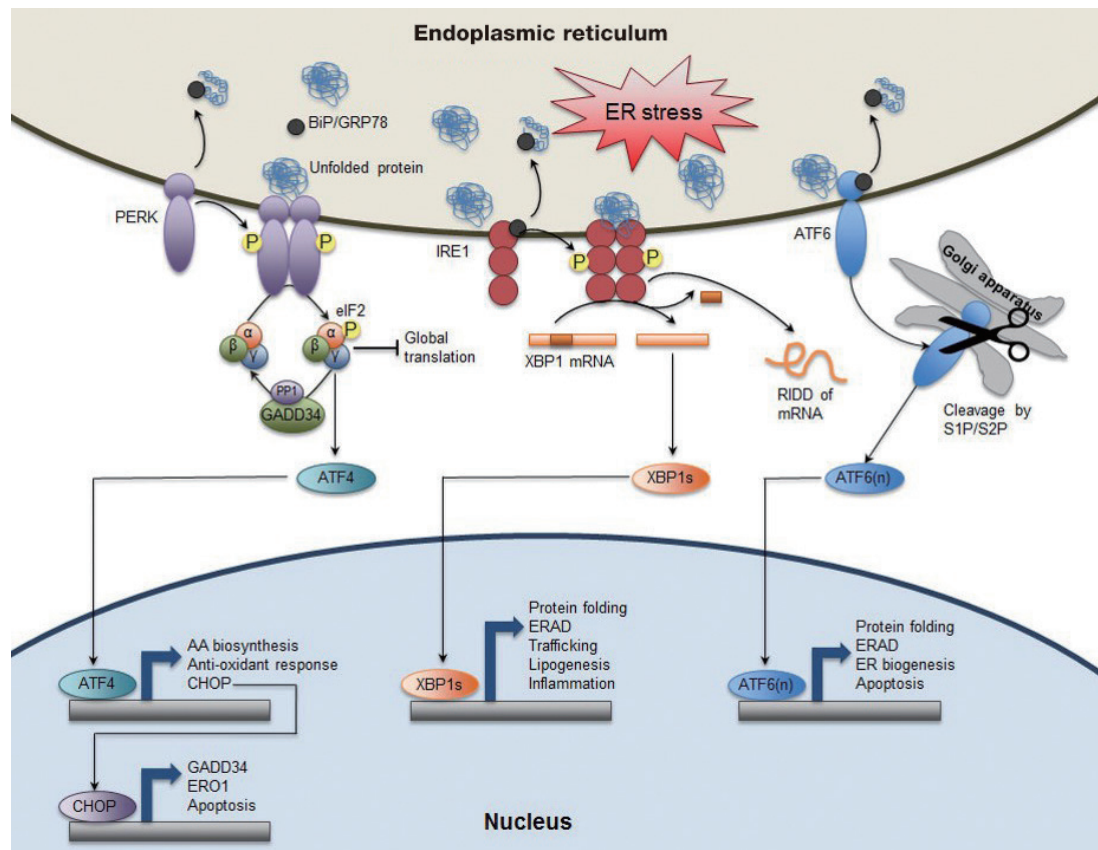 Endoplasmic reticulum
ER stress
BiP/GRP78
Unfolded protein
PERK
IRE1
ATF6
P
P
P
P
Golgi apparatus
eIF2
P
α
β
γ
α
β
γ
Global
translation
PP1
GADD34
XBP1 mRNA
RIDD of
mRNA
Cleavage by
S1P/S2P
ATF4
XBP1s
ATF6(n)
AA biosynthesis
Anti-oxidant response
CHOP
ATF4
Protein folding
ERAD
Trafficking
Lipogenesis
Inflammation
XBP1s
Protein folding
ERAD
ER biogenesis
Apoptosis
ATF6(n)
GADD34
ERO1
Apoptosis
CHOP
Nucleus